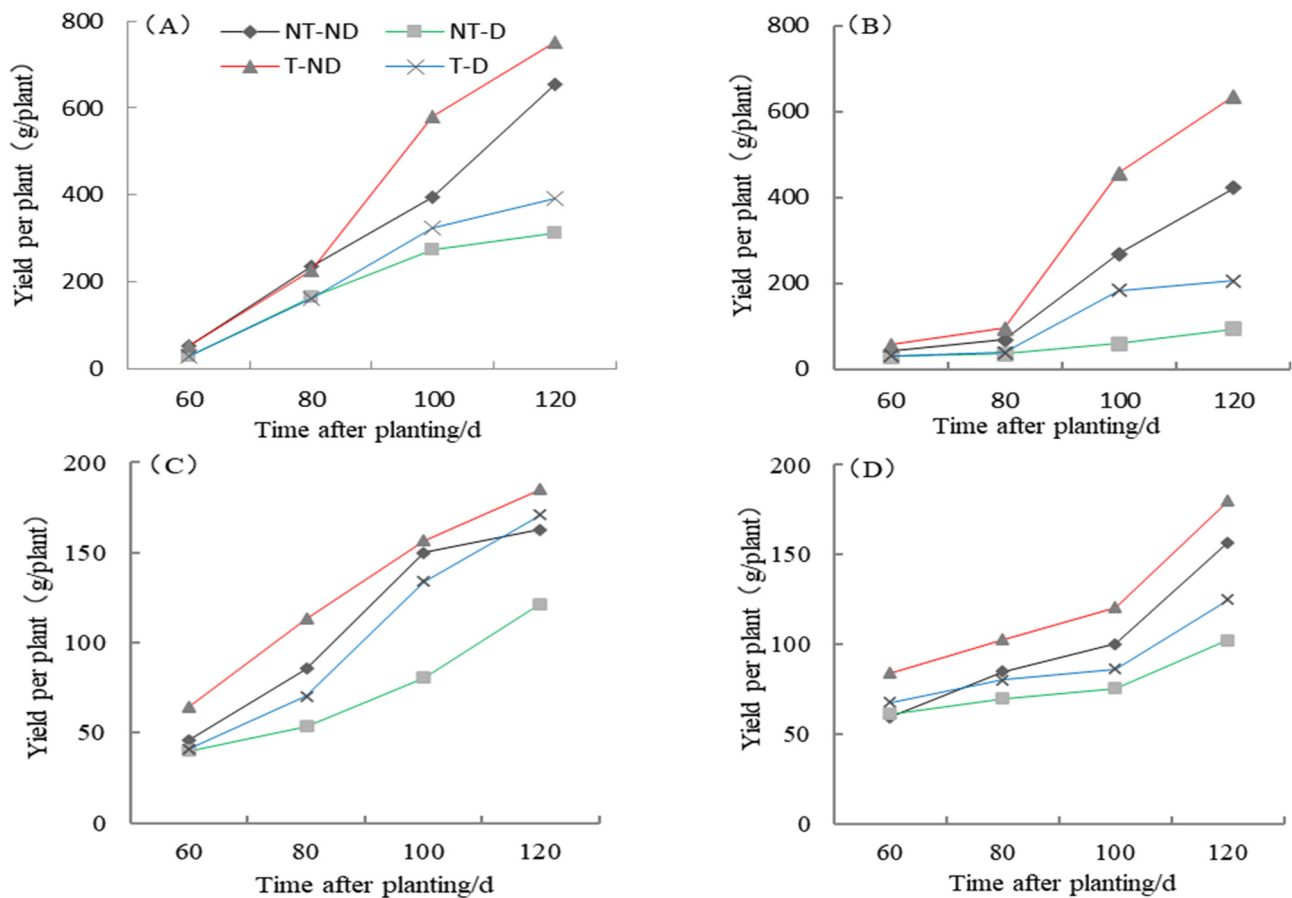 （A）
NT-ND
NT-D
T-ND
T-D
Yield per plant（g/plant）
800
600
400
200
0
60 80 100 120
Time after planting/d
（B）
Yield per plant（g/plant）
800
600
400
200
0
60 80 100 120
Time after planting/d
（C）
Yield per plant（g/plant）
200
150
100
50
0
60 80 100 120
Time after planting/d
（D）
Yield per plant（g/plant）
200
150
100
50
0
60 80 100 120
Time after planting/d